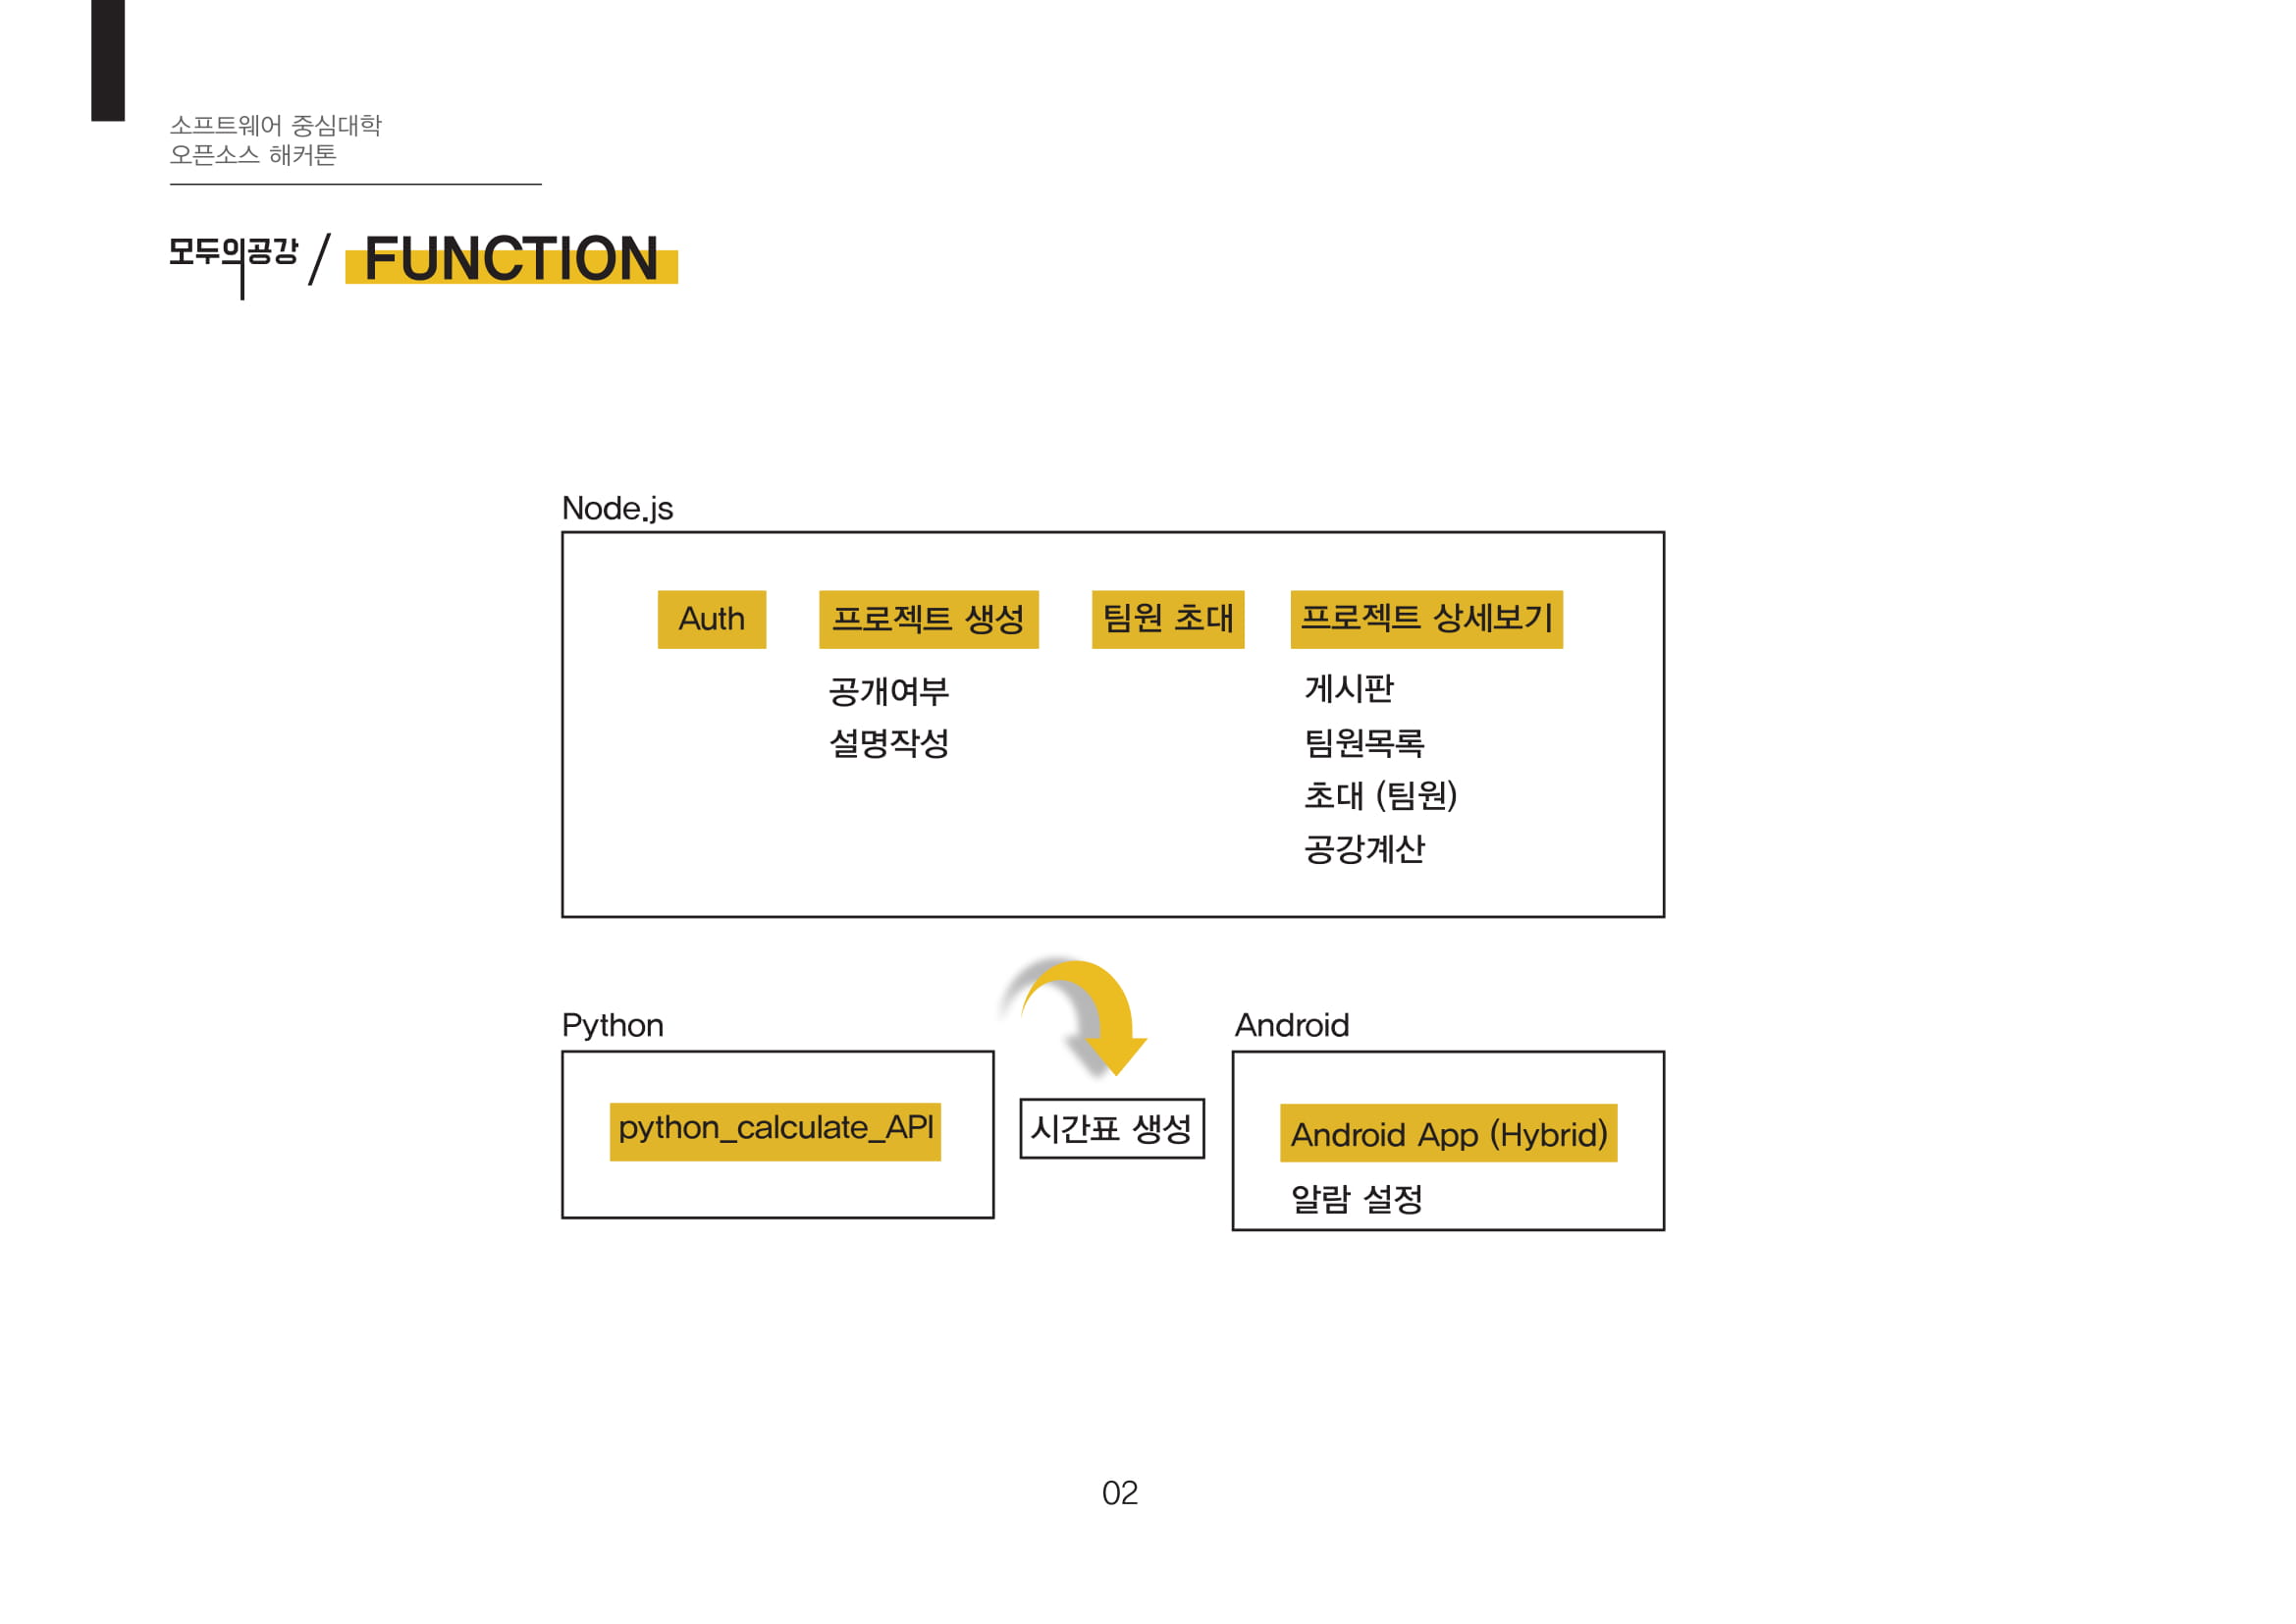 소프트웨어 중심대학
오픈소스 해커톤
모두의공강 / FUNCTION
Node.js
Auth
프로젝트 생성
공개여부
설명작성
팀원 초대
프로젝트 상세보기
게시판
팀원목록
초대 (팀원)
공강계산
Python
python_calculate_API
시간표 생성
Android
Android App (Hybrid)
알람 설정
02